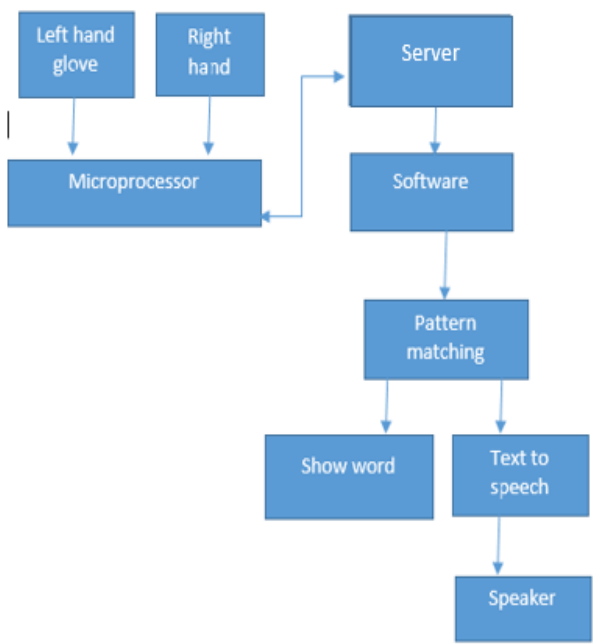 Left hand
glove
Right
hand
Server
Microprocessor
Software
Pattern
matching
Show word
Text to
speech
Speaker